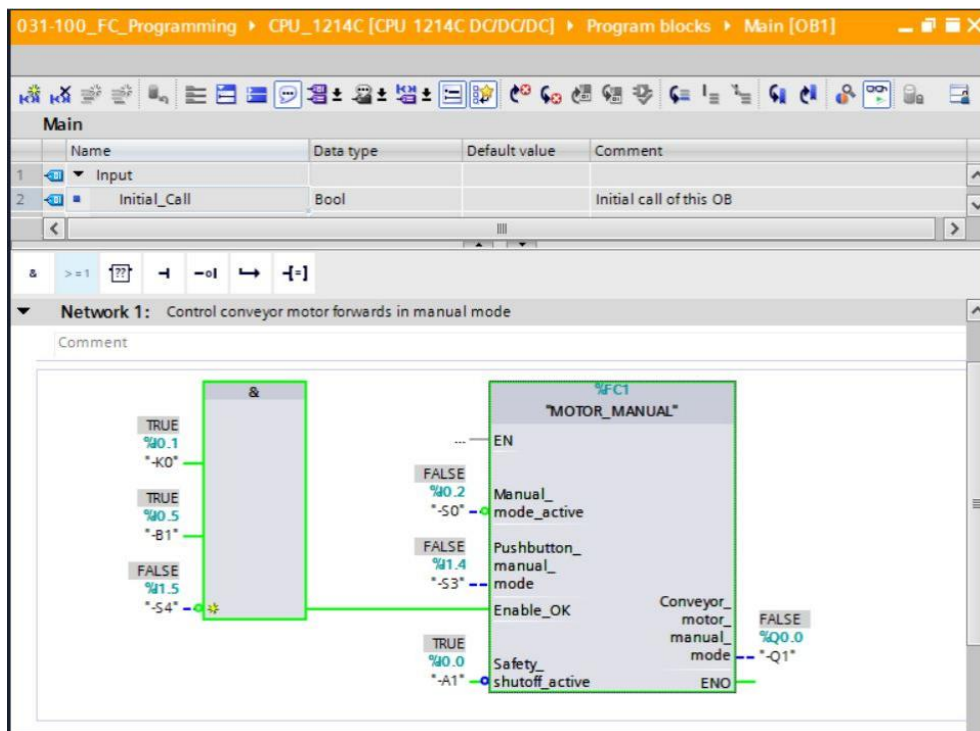 031-100_FC_Programming ▸ CPU_1214C [CPU 1214C DC/DC/DC] ▸ Program blocks ▸ Main [OB1]
Main
Name Data type Default value Comment
1 Input
2 Initial_Call Bool Initial call of this OB
& >=1 ??
Network 1: Control conveyor motor forwards in manual mode
Comment
&
TRUE
%I0.1
"-K0"
TRUE
%I0.5
"-B1"
FALSE
%I1.5
"-S4"
%FC1
"MOTOR_MANUAL"
... EN
FALSE
%I0.2
"-S0"
Manual_
mode_active
FALSE
%I1.4
"-S3"
Pushbutton_
manual_
mode
Enable_OK
TRUE
%I0.0
"-A1"
Safety_
shutoff_active
Conveyor_
motor_
manual_
mode
FALSE
%Q0.0
"-Q1"
ENO